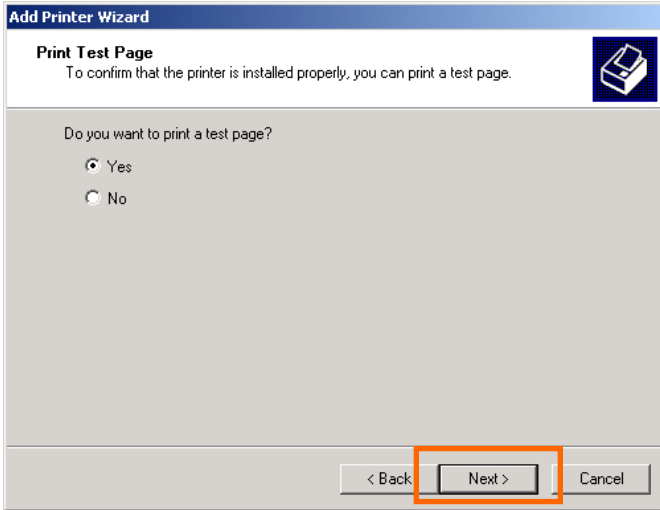 Add Printer Wizard
Print Test Page
To confirm that the printer is installed properly, you can print a test page.
Do you want to print a test page?
Yes
No
< Back Next > Cancel